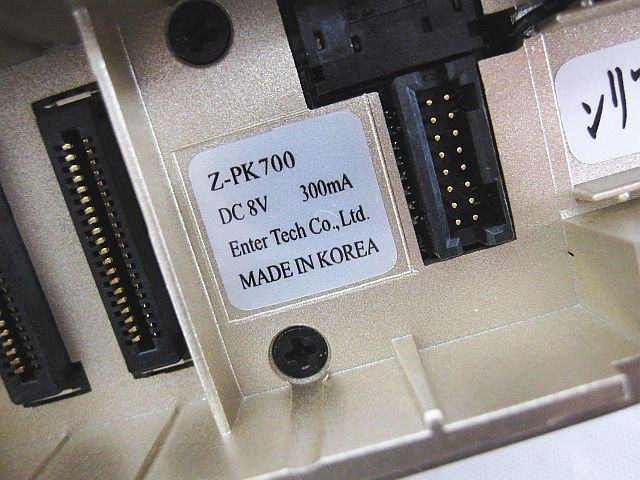 Z-PK700
DC 8V 300mA
Enter Tech Co., Ltd.
MADE IN KOREA